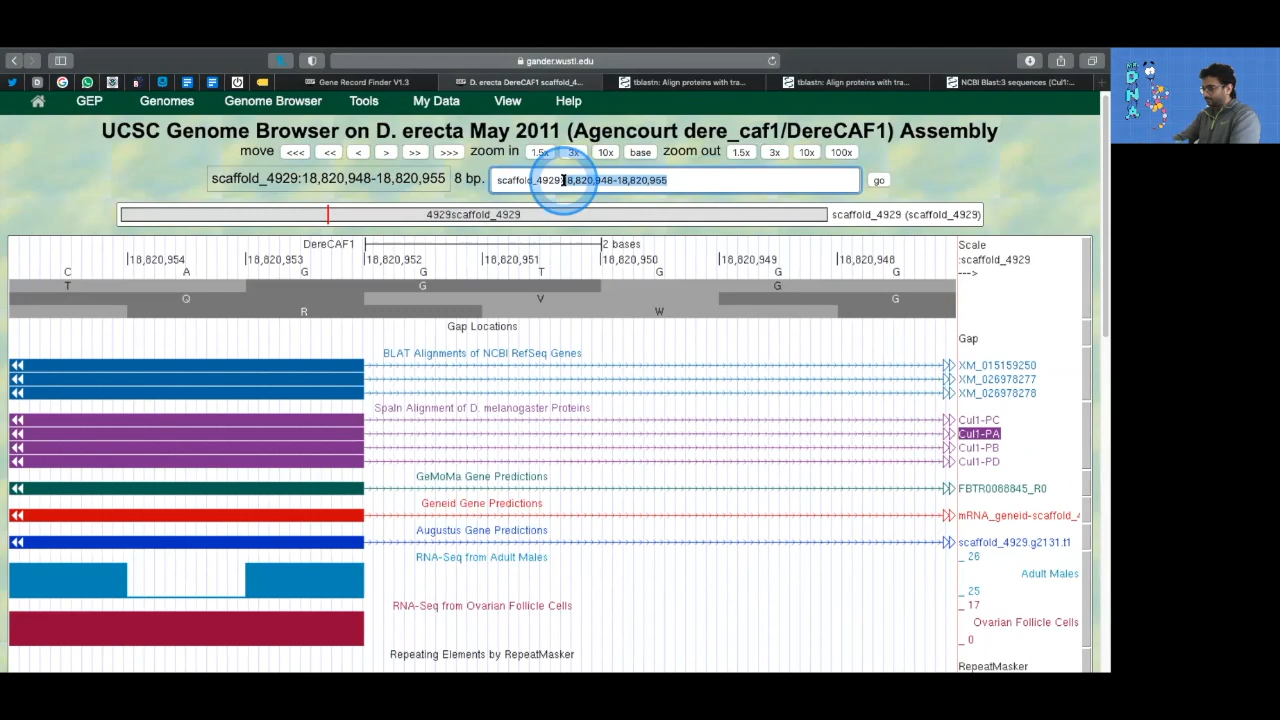 gander.wustl.edu
Gene Record Finder V1.3
D. erecta DereCAF1 scaffold_4...
tblastn: Align proteins with tra...
tblastn: Align proteins with tra...
NCBI Blast:3 sequences (Cul1:...
GEP Genomes Genome Browser Tools My Data View Help
UCSC Genome Browser on D. erecta May 2011 (Agencourt dere_caf1/DereCAF1) Assembly
move <<< << < > >> >>> zoom in 1.5x 3x 10x base zoom out 1.5x 3x 10x 100x
scaffold_4929:18,820,948-18,820,955 8 bp. scaffold_4929:18,820,948-18,820,955 go
4929scaffold_4929 scaffold_4929 (scaffold_4929)
DereCAF1 2 bases Scale
18,820,954 18,820,953 18,820,952 18,820,951 18,820,950 18,820,949 18,820,948 :scaffold_4929
C A G G T G G G --->
T G G
Q V G
R W
Gap Locations
Gap
BLAT Alignments of NCBI RefSeq Genes
XM_015159250
XM_026978277
XM_026978278
Spaln Alignment of D. melanogaster Proteins
Cul1-PC
Cul1-PA
Cul1-PB
Cul1-PD
GeMoMa Gene Predictions
FBTR0088845_R0
Geneid Gene Predictions
mRNA_geneid-scaffold_4
Augustus Gene Predictions
scaffold_4929.g2131.t1
RNA-Seq from Adult Males
_ 26
Adult Males
_ 25
RNA-Seq from Ovarian Follicle Cells
_ 17
Ovarian Follicle Cells
_ 0
Repeating Elements by RepeatMasker
RepeatMasker
DNA